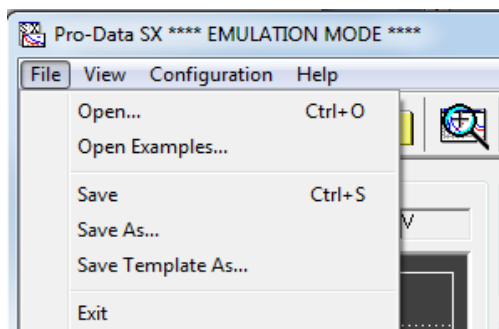 Pro-Data SX **** EMULATION MODE ****
File View Configuration Help
Open... Ctrl+O
Open Examples...
Save Ctrl+S
Save As...
V
Save Template As...
Exit